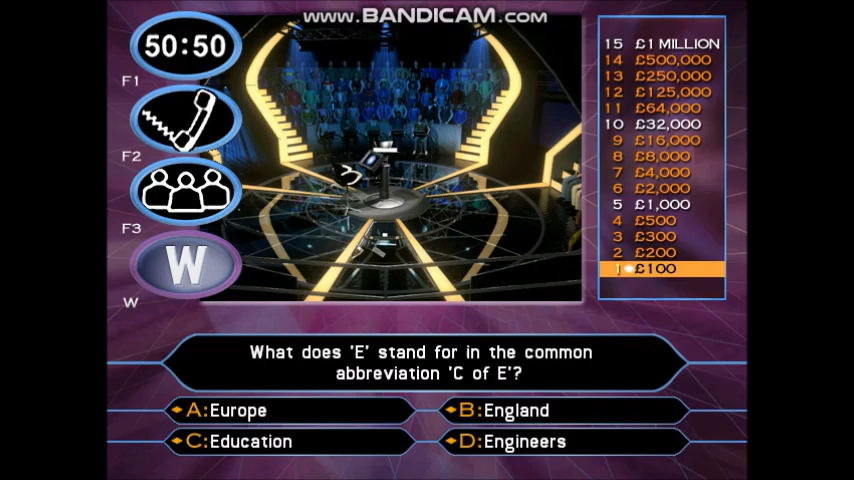 www.BANDICAM.com
50:50
F1
F2
F3
W
W
15 £1 MILLION
14 £500,000
13 £250,000
12 £125,000
11 £64,000
10 £32,000
9 £16,000
8 £8,000
7 £4,000
6 £2,000
5 £1,000
4 £500
3 £300
2 £200
1 £100
What does 'E' stand for in the common
abbreviation 'C of E'?
A:Europe
B:England
C:Education
D:Engineers